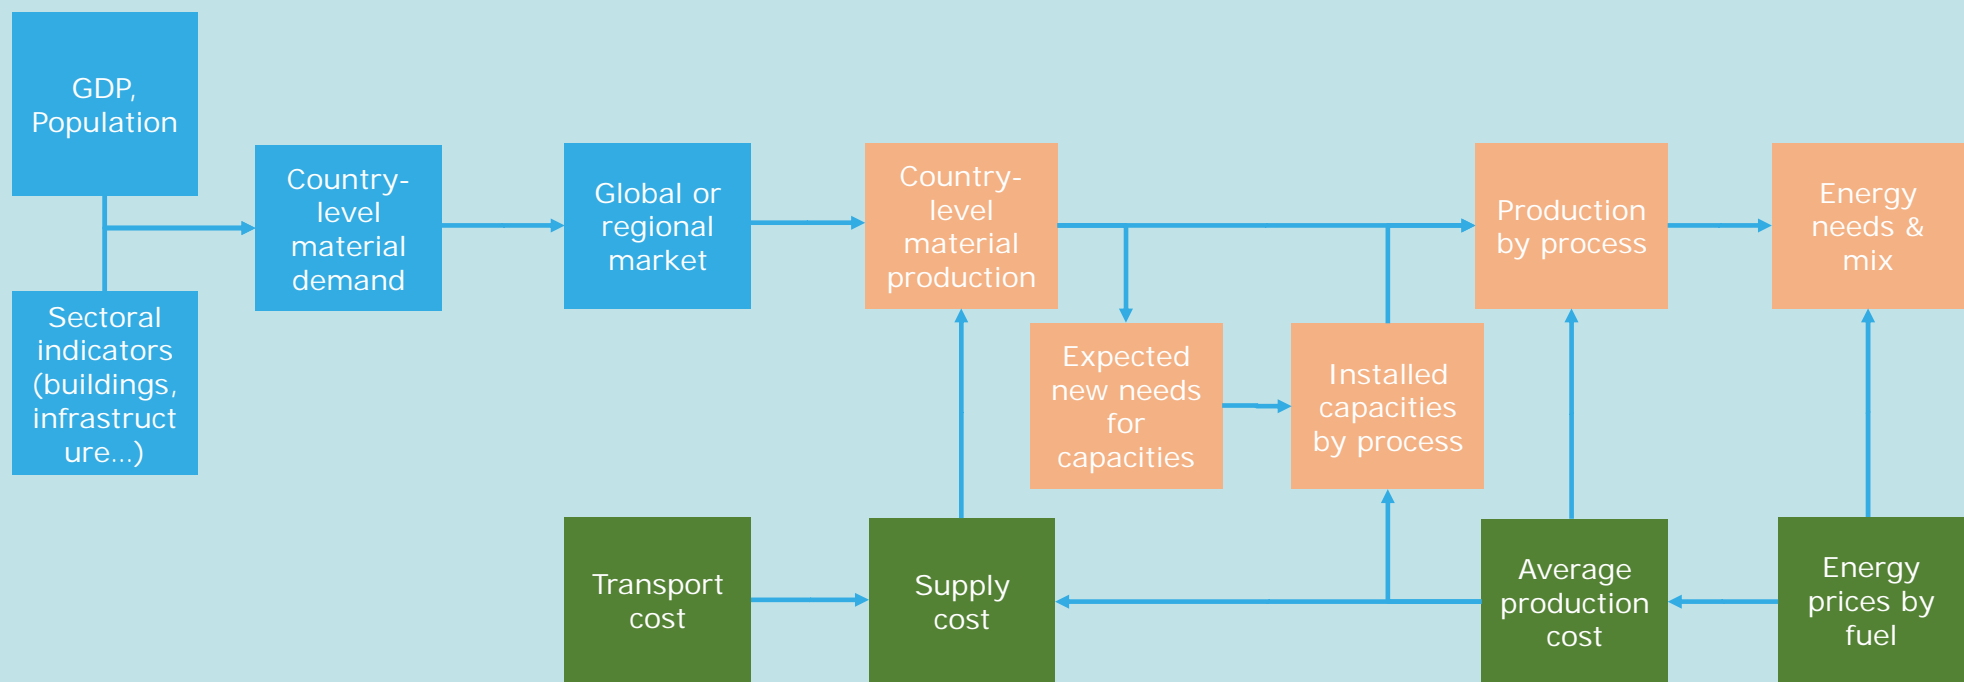 GDP,
Population
Country-
level
material
demand
Global or
regional
market
Country-
level
material
production
Production
by process
Energy
needs &
mix
Sectoral
indicators
(buildings,
infrastruct
ure...)
Expected
new needs
for
capacities
Installed
capacities
by process
Transport
cost
Supply
cost
Average
production
cost
Energy
prices by
fuel